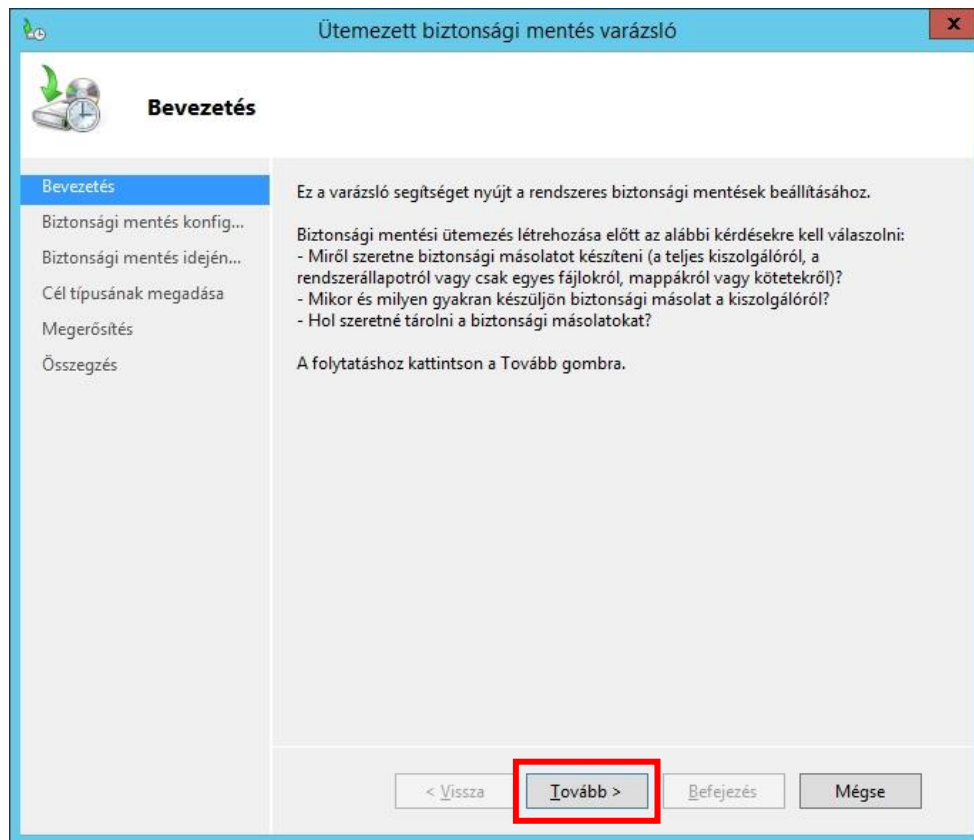 Ütemezett biztonsági mentés varázsló
x
Bevezetés
Bevezetés
Biztonsági mentés konfig...
Biztonsági mentés idején...
Cél típusának megadása
Megerősítés
Összegzés
Ez a varázsló segítséget nyújt a rendszeres biztonsági mentések beállításához.
Biztonsági mentési ütemezés létrehozása előtt az alábbi kérdésekre kell válaszolni:
- Miről szeretne biztonsági másolatot készíteni (a teljes kiszolgálóról, a
rendszerállapotról vagy csak egyes fájlokról, mappákról vagy kötetekről)?
- Mikor és milyen gyakran készüljön biztonsági másolat a kiszolgálóról?
- Hol szeretné tárolni a biztonsági másolatokat?
A folytatáshoz kattintson a Tovább gombra.
< Vissza
Tovább >
Befejezés
Mégse